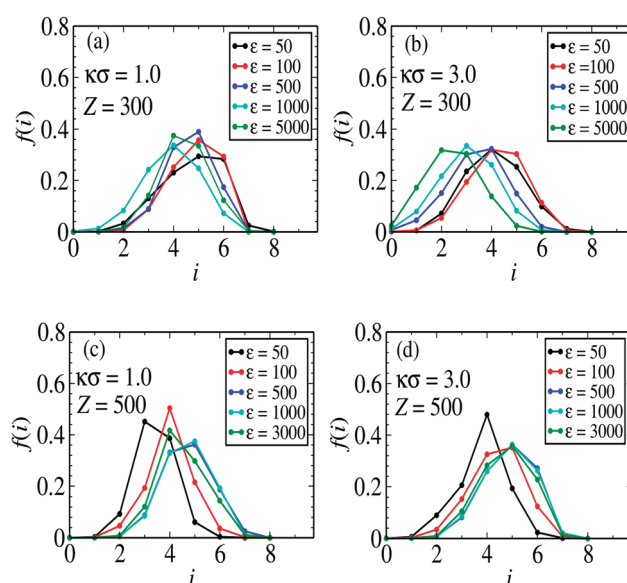 (a)
κσ = 1.0
Z = 300
ε = 50
ε = 100
ε = 500
ε = 1000
ε = 5000
f(i)
0.8
0.6
0.4
0.2
0
0 2 4 6 8
i
(b)
κσ = 3.0
Z = 300
ε = 50
ε =100
ε = 500
ε = 1000
ε = 5000
f(i)
0.8
0.6
0.4
0.2
0
0 2 4 6 8
i
(c)
κσ = 1.0
Z = 500
ε = 50
ε = 100
ε = 500
ε = 1000
ε = 3000
f(i)
0.8
0.6
0.4
0.2
0
0 2 4 6 8
i
(d)
κσ = 3.0
Z = 500
ε = 50
ε = 100
ε = 500
ε = 1000
ε = 3000
f(i)
0.8
0.6
0.4
0.2
0
0 2 4 6 8
i